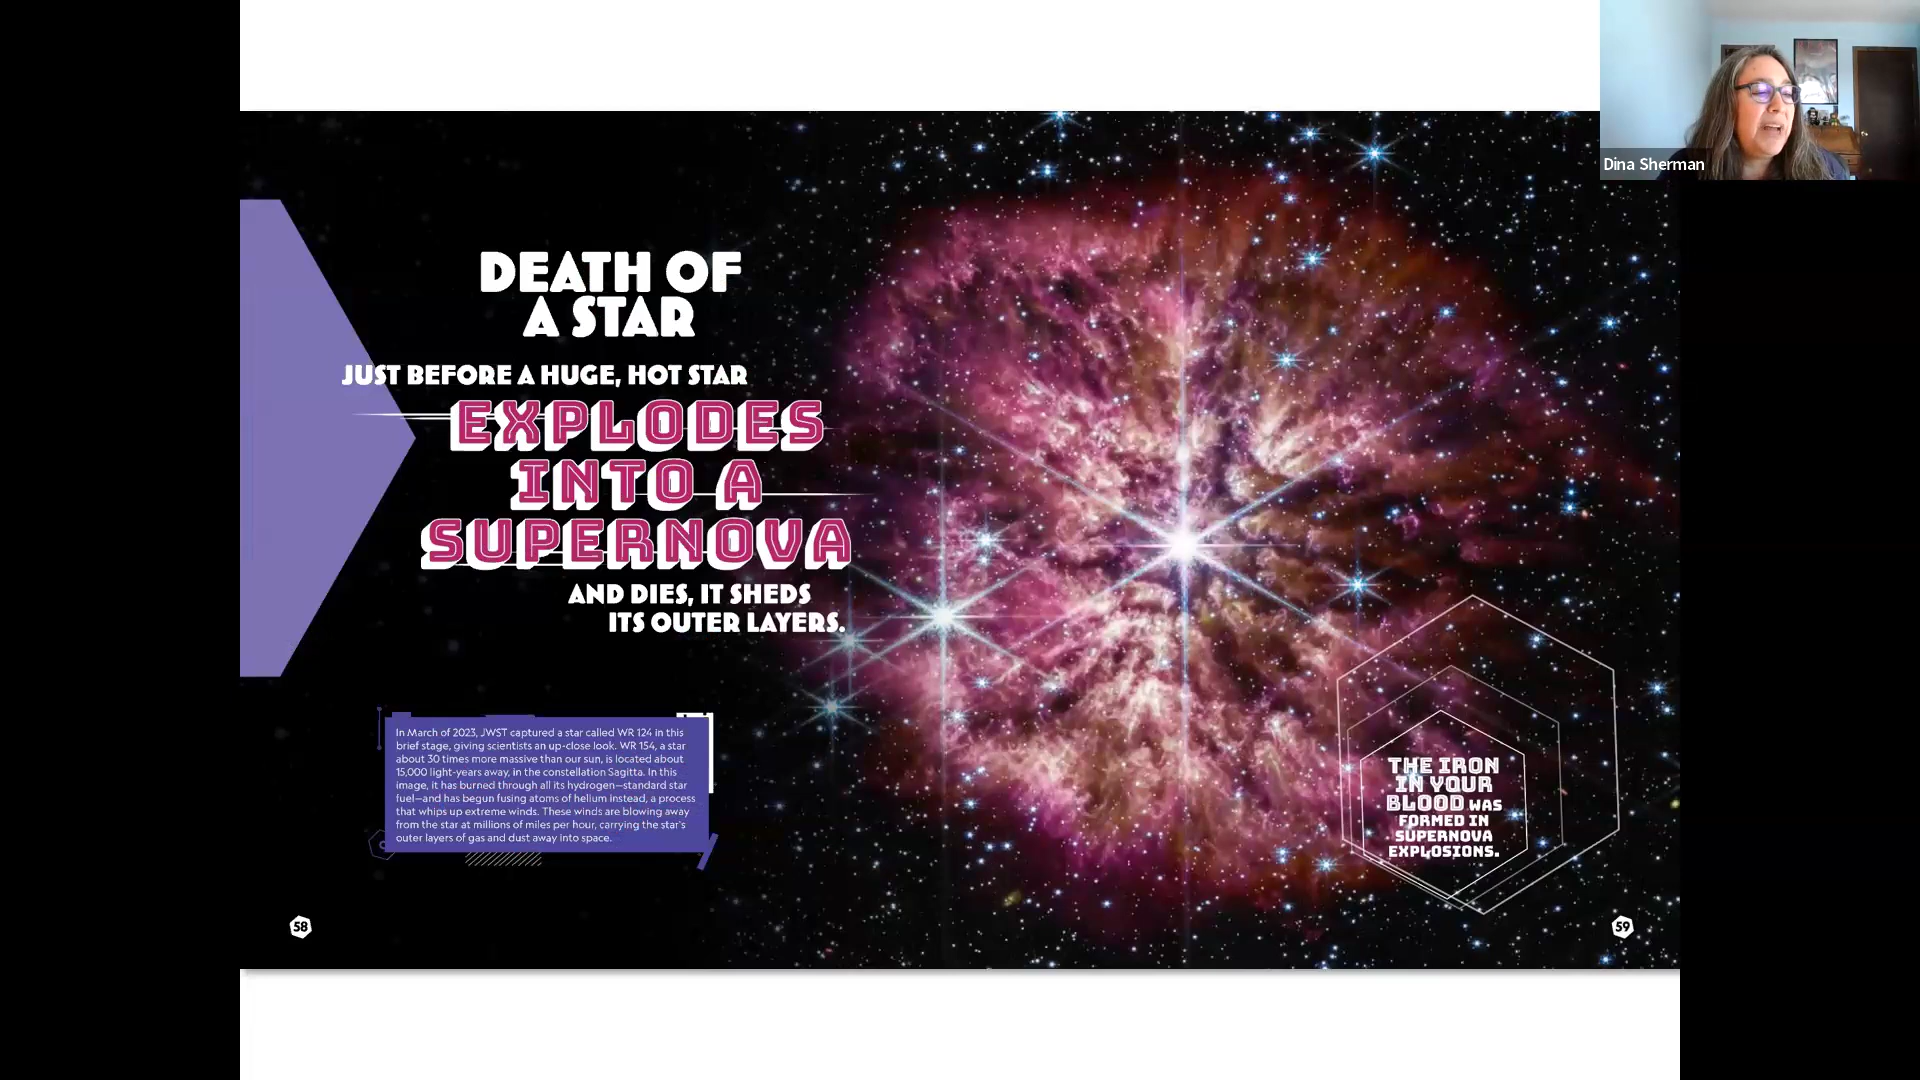 Dina Sherman
DEATH OF
A STAR
JUST BEFORE A HUGE, HOT STAR
EXPLODES
INTO A
SUPERNOVA
AND DIES, IT SHEDS
ITS OUTER LAYERS.
In March of 2023, JWST captured a star called WR 124 in this
brief stage, giving scientists an up-close look. WR 154, a star
about 30 times more massive than our sun, is located about
15,000 light-years away, in the constellation Sagitta. In this
image, it has burned through all its hydrogen—standard star
fuel—and has begun fusing atoms of helium instead, a process
that whips up extreme winds. These winds are blowing away
from the star at millions of miles per hour, carrying the star's
outer layers of gas and dust away into space.
THE IRON
IN YOUR
BLOOD WAS
FORMED IN
SUPERNOVA
EXPLOSIONS.
58
59